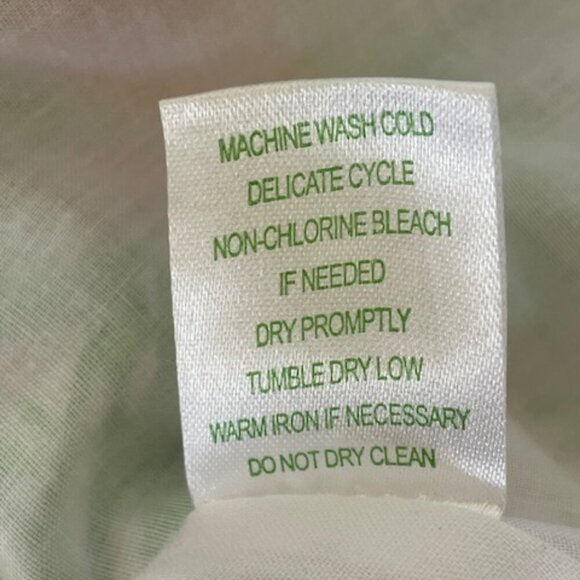 MACHINE WASH COLD
DELICATE CYCLE
NON-CHLORINE BLEACH
IF NEEDED
DRY PROMPTLY
TUMBLE DRY LOW
WARM IRON IF NECESSARY
DO NOT DRY CLEAN